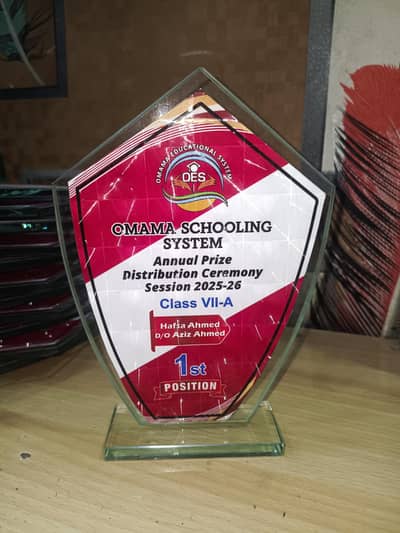 OMAMA EDUCATIONAL SYSTEM
OES
OMAMA SCHOOLING
SYSTEM
Annual Prize
Distribution Ceremony
Session 2025-26
Class VII-A
Hafsa Ahmed
D/O Aziz Ahmed
1st
POSITION